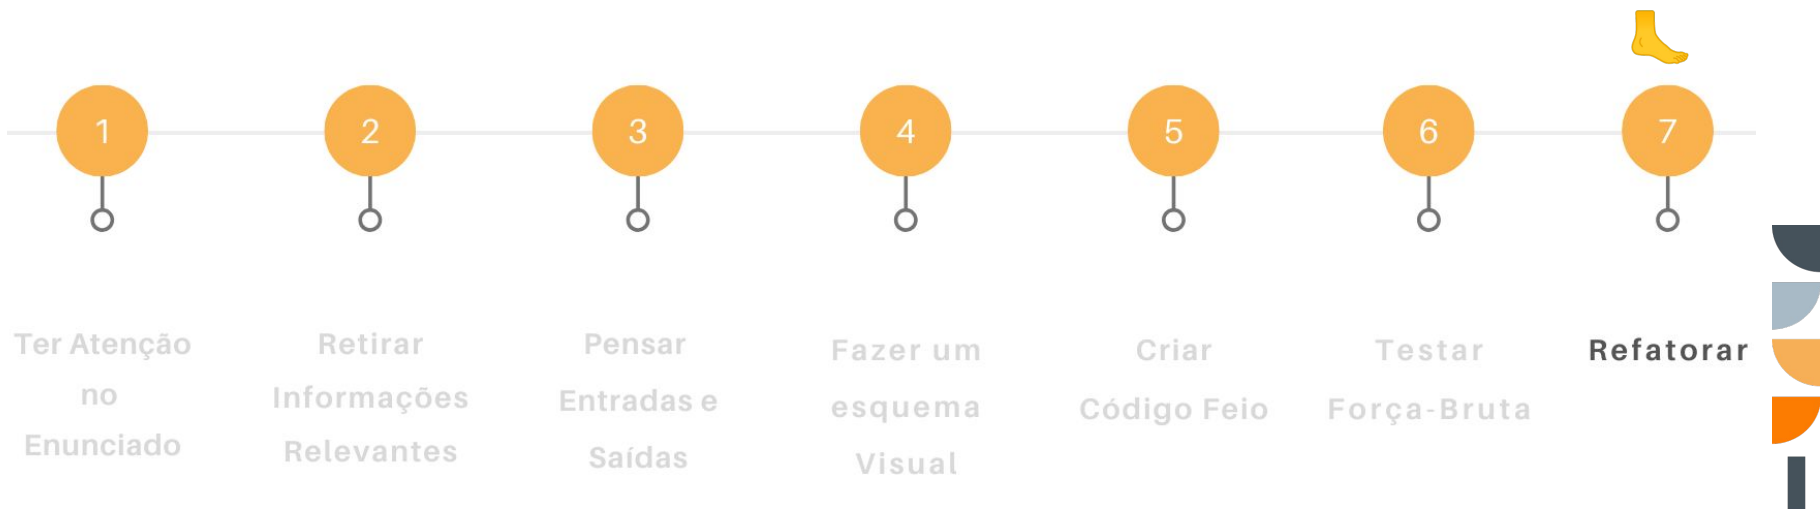 1
2
3
4
5
6
7
Ter Atenção
no
Enunciado
Retirar
Informações
Relevantes
Pensar
Entradas e
Saídas
Fazer um
esquema
Visual
Criar
Código Feio
Testar
Força-Bruta
Refatorar